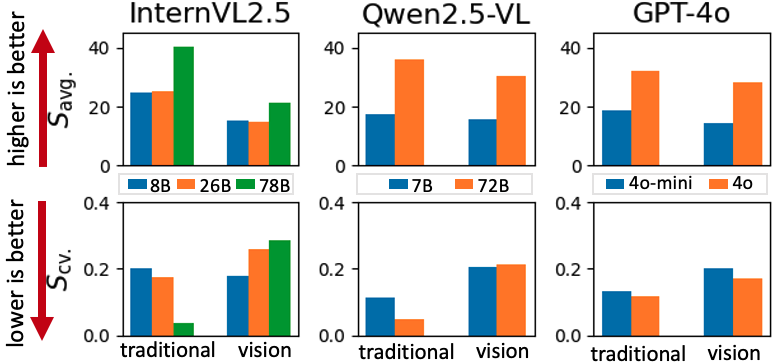 InternVL2.5 Qwen2.5-VL GPT-4o
higher is better
Savg.
40 40 40
20 20 20
0 0 0
8B 26B 78B 7B 72B 4o-mini 4o
lower is better
Scv.
0.4 0.4 0.4
0.2 0.2 0.2
0.0 0.0 0.0
traditional vision traditional vision traditional vision